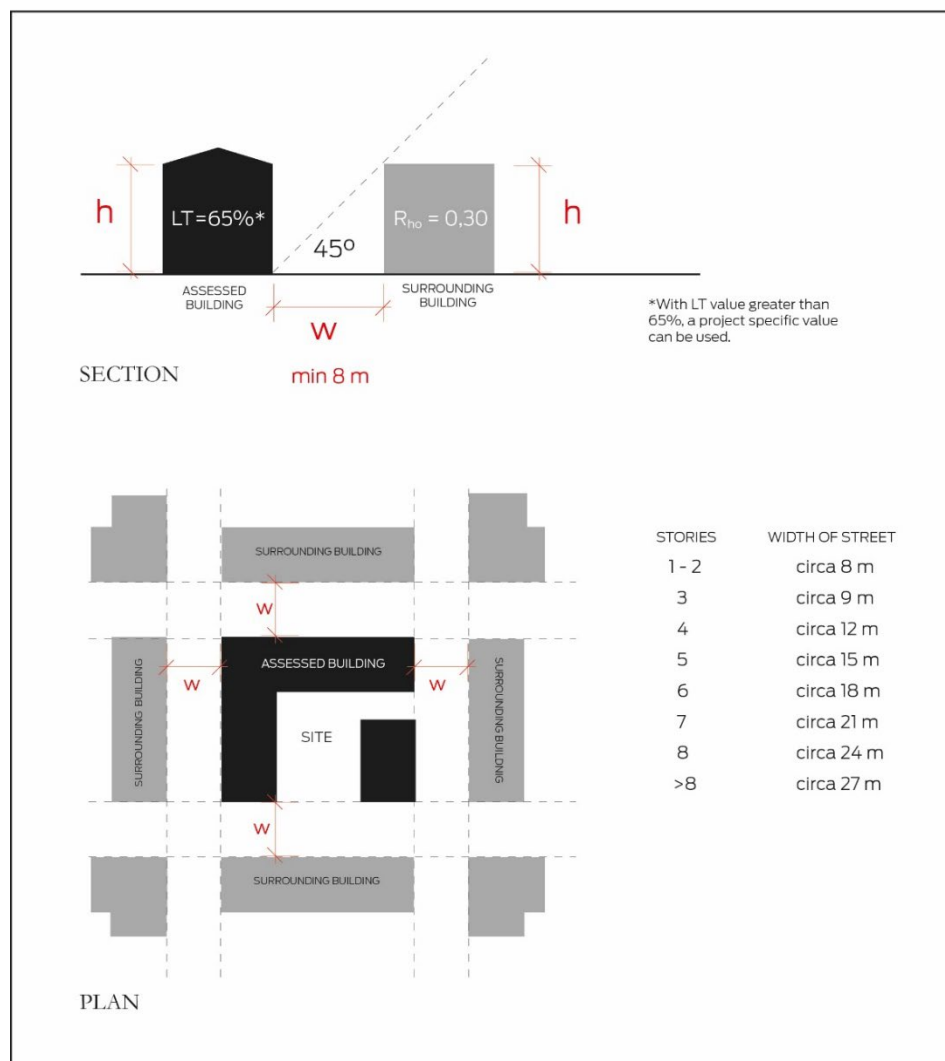 h
LT=65%*
45º
Rho = 0,30
h
ASSESSED
BUILDING
SURROUNDING
BUILDING
w
min 8 m
*With LT value greater than
65%, a project specific value
can be used.
SECTION
SURROUNDING BUILDING
w
SURROUNDING BUILDING
w
ASSESSED BUILDING
w
SURROUNDING BUILDNIG
SITE
w
SURROUNDING BUILDING
PLAN
STORIES WIDTH OF STREET
1 - 2 circa 8 m
3 circa 9 m
4 circa 12 m
5 circa 15 m
6 circa 18 m
7 circa 21 m
8 circa 24 m
>8 circa 27 m